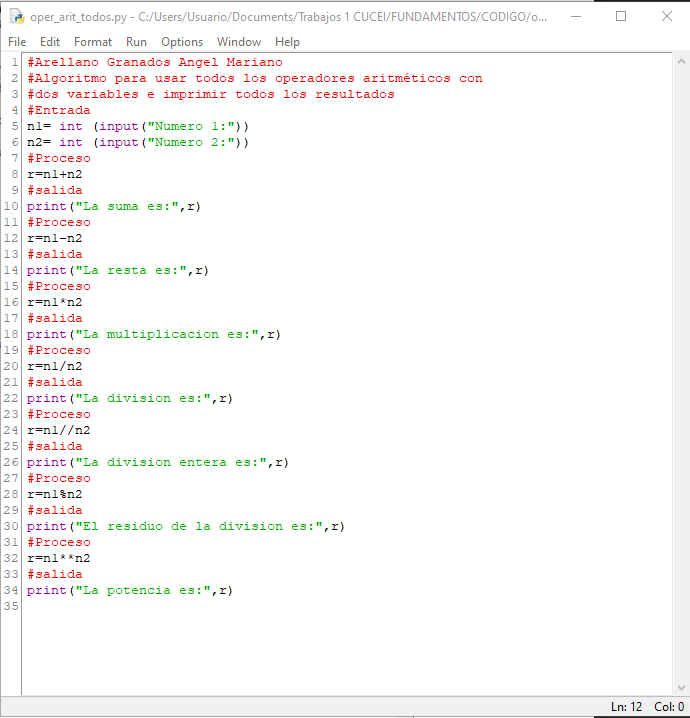 oper_arit_todos.py - C:/Users/Usuario/Documents/Trabajos 1 CUCEI/FUNDAMENTOS/CODIGO/o...
File Edit Format Run Options Window Help
1 #Arellano Granados Angel Mariano
2 #Algoritmo para usar todos los operadores aritméticos con
3 #dos variables e imprimir todos los resultados
4 #Entrada
5 n1= int (input("Numero 1:"))
6 n2= int (input("Numero 2:"))
7 #Proceso
8 r=n1+n2
9 #salida
10 print("La suma es:",r)
11 #Proceso
12 r=n1-n2
13 #salida
14 print("La resta es:",r)
15 #Proceso
16 r=n1*n2
17 #salida
18 print("La multiplicacion es:",r)
19 #Proceso
20 r=n1/n2
21 #salida
22 print("La division es:",r)
23 #Proceso
24 r=n1//n2
25 #salida
26 print("La division entera es:",r)
27 #Proceso
28 r=n1%n2
29 #salida
30 print("El residuo de la division es:",r)
31 #Proceso
32 r=n1**n2
33 #salida
34 print("La potencia es:",r)
35
Ln: 12 Col: 0